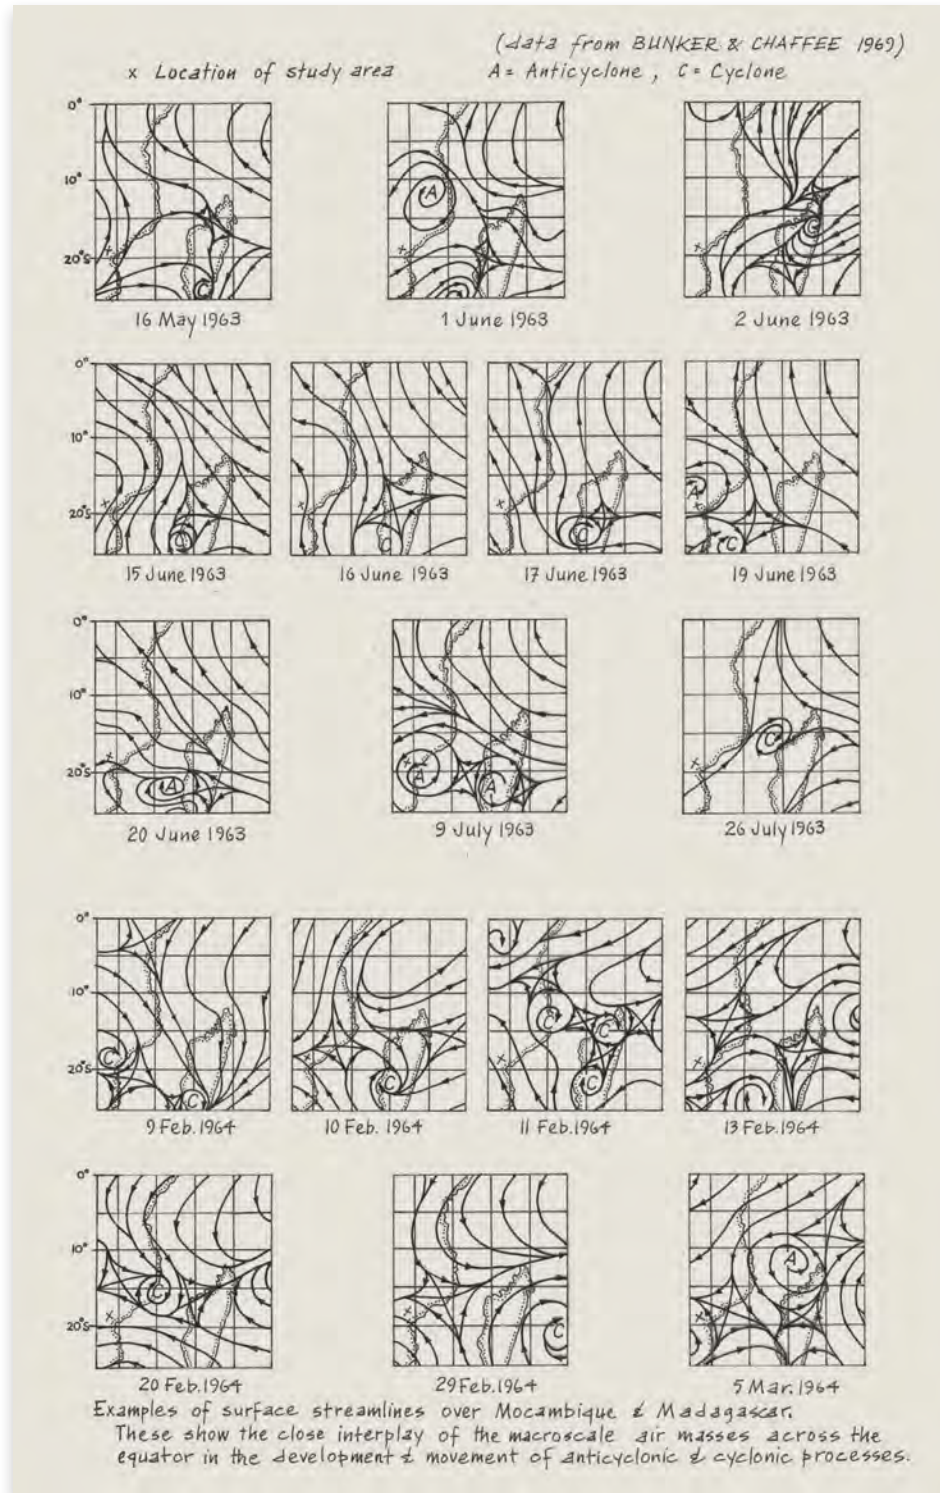 (data from BUNKER & CHAFFEE 1969)
x Location of study area A = Anticyclone, C = Cyclone
0°
10°
A
x x x C
20°S
C C
16 May 1963 1 June 1963 2 June 1963
0°
10°
A
x x x x
20°S
C C C C
15 June 1963 16 June 1963 17 June 1963 19 June 1963
0°
10°
C
x x x
20°S
A A A
20 June 1963 9 July 1963 26 July 1963
0°
10°
C C
x x x x
20°S
C C C
9 Feb. 1964 10 Feb. 1964 11 Feb. 1964 13 Feb. 1964
0°
10°
A
C
x x x
20°S
C
20 Feb. 1964 29 Feb. 1964 5 Mar. 1964
Examples of surface streamlines over Mocambique & Madagascar.
These show the close interplay of the macroscale air masses across the
equator in the development & movement of anticyclonic & cyclonic processes.